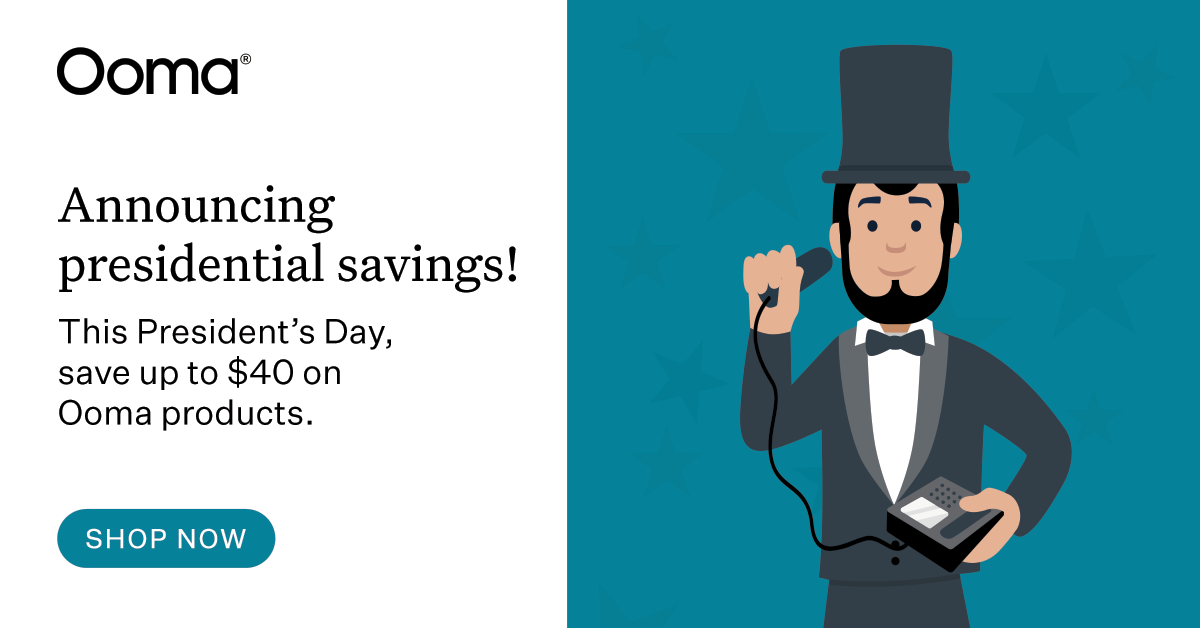 Ooma®
Announcing
presidential savings!
This President’s Day,
save up to $40 on
Ooma products.
SHOP NOW